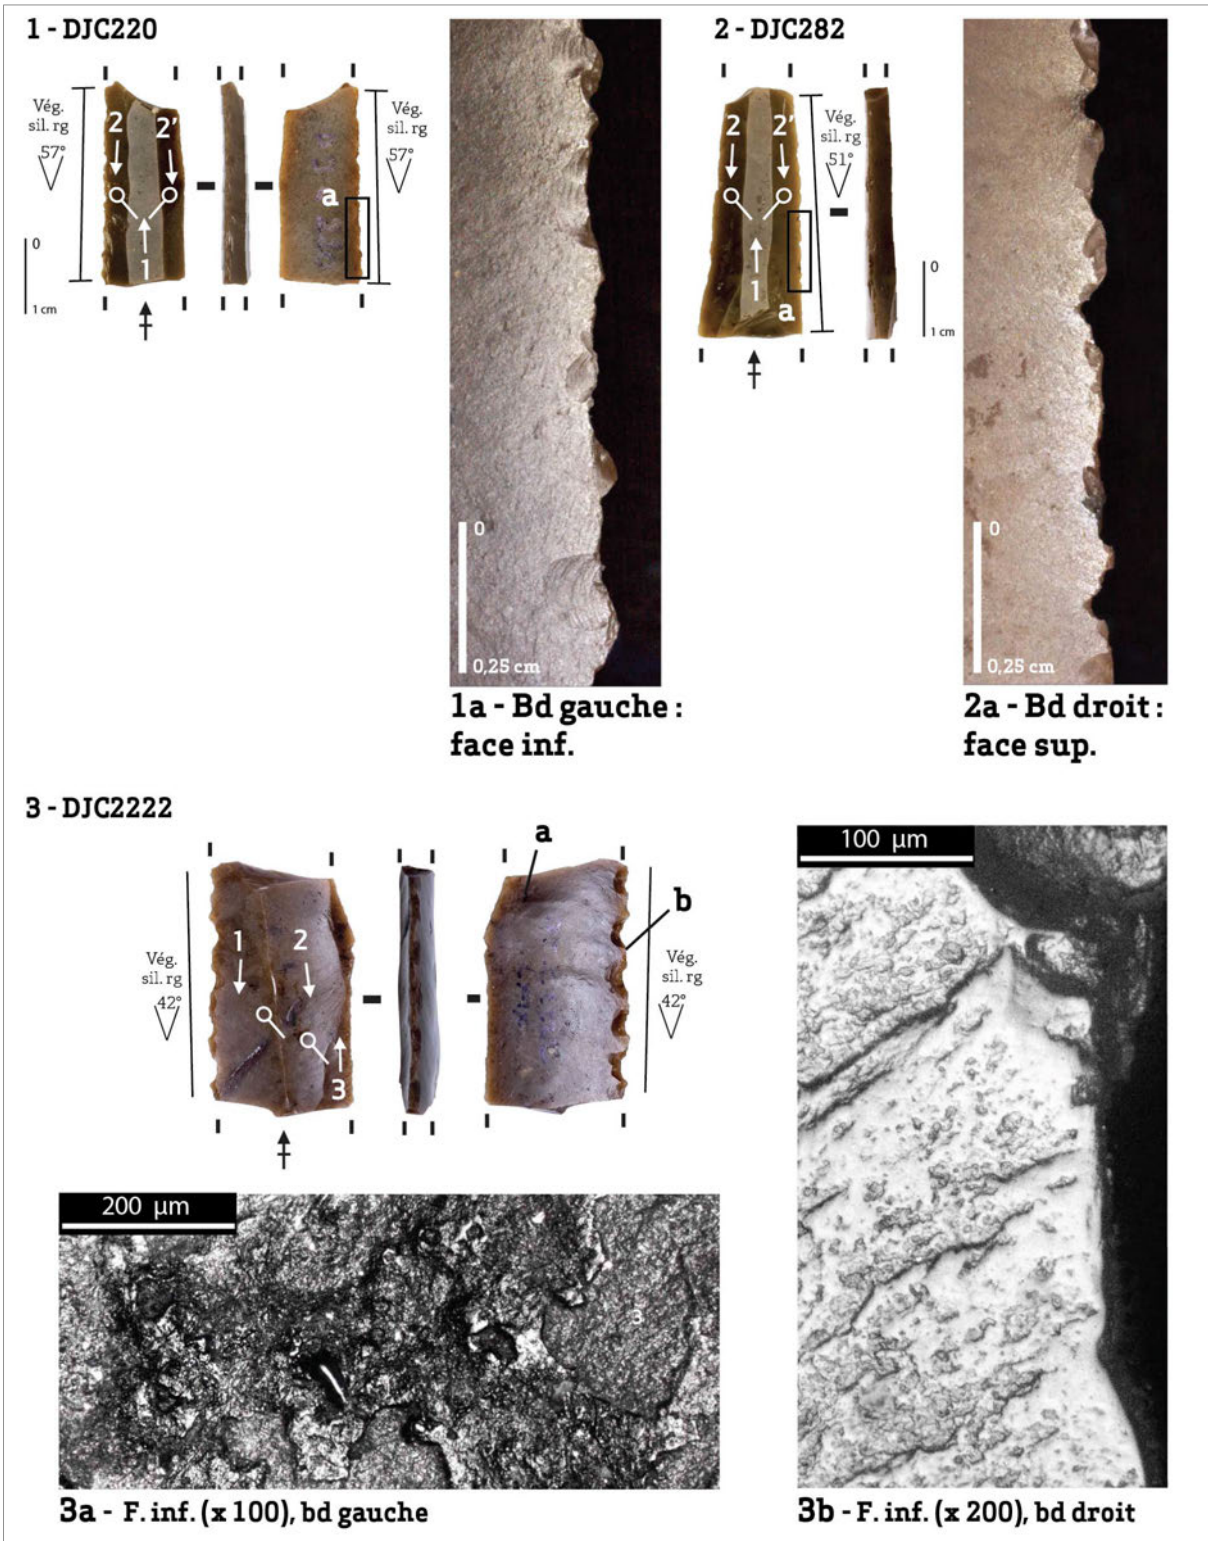 1 - DJC220
2 - DJC282
Vég.
sil. rg
57°
2
2'
1
a
Vég.
sil. rg
57°
0
1 cm
2
2'
1
a
Vég.
sil. rg
51°
0
1 cm
0
0,25 cm
1a - Bd gauche :
face inf.
0
0,25 cm
2a - Bd droit :
face sup.
3 - DJC2222
Vég.
sil. rg
42°
1
2
3
a
b
Vég.
sil. rg
42°
200 µm
3
3a - F. inf. (x 100), bd gauche
100 µm
3b - F. inf. (x 200), bd droit